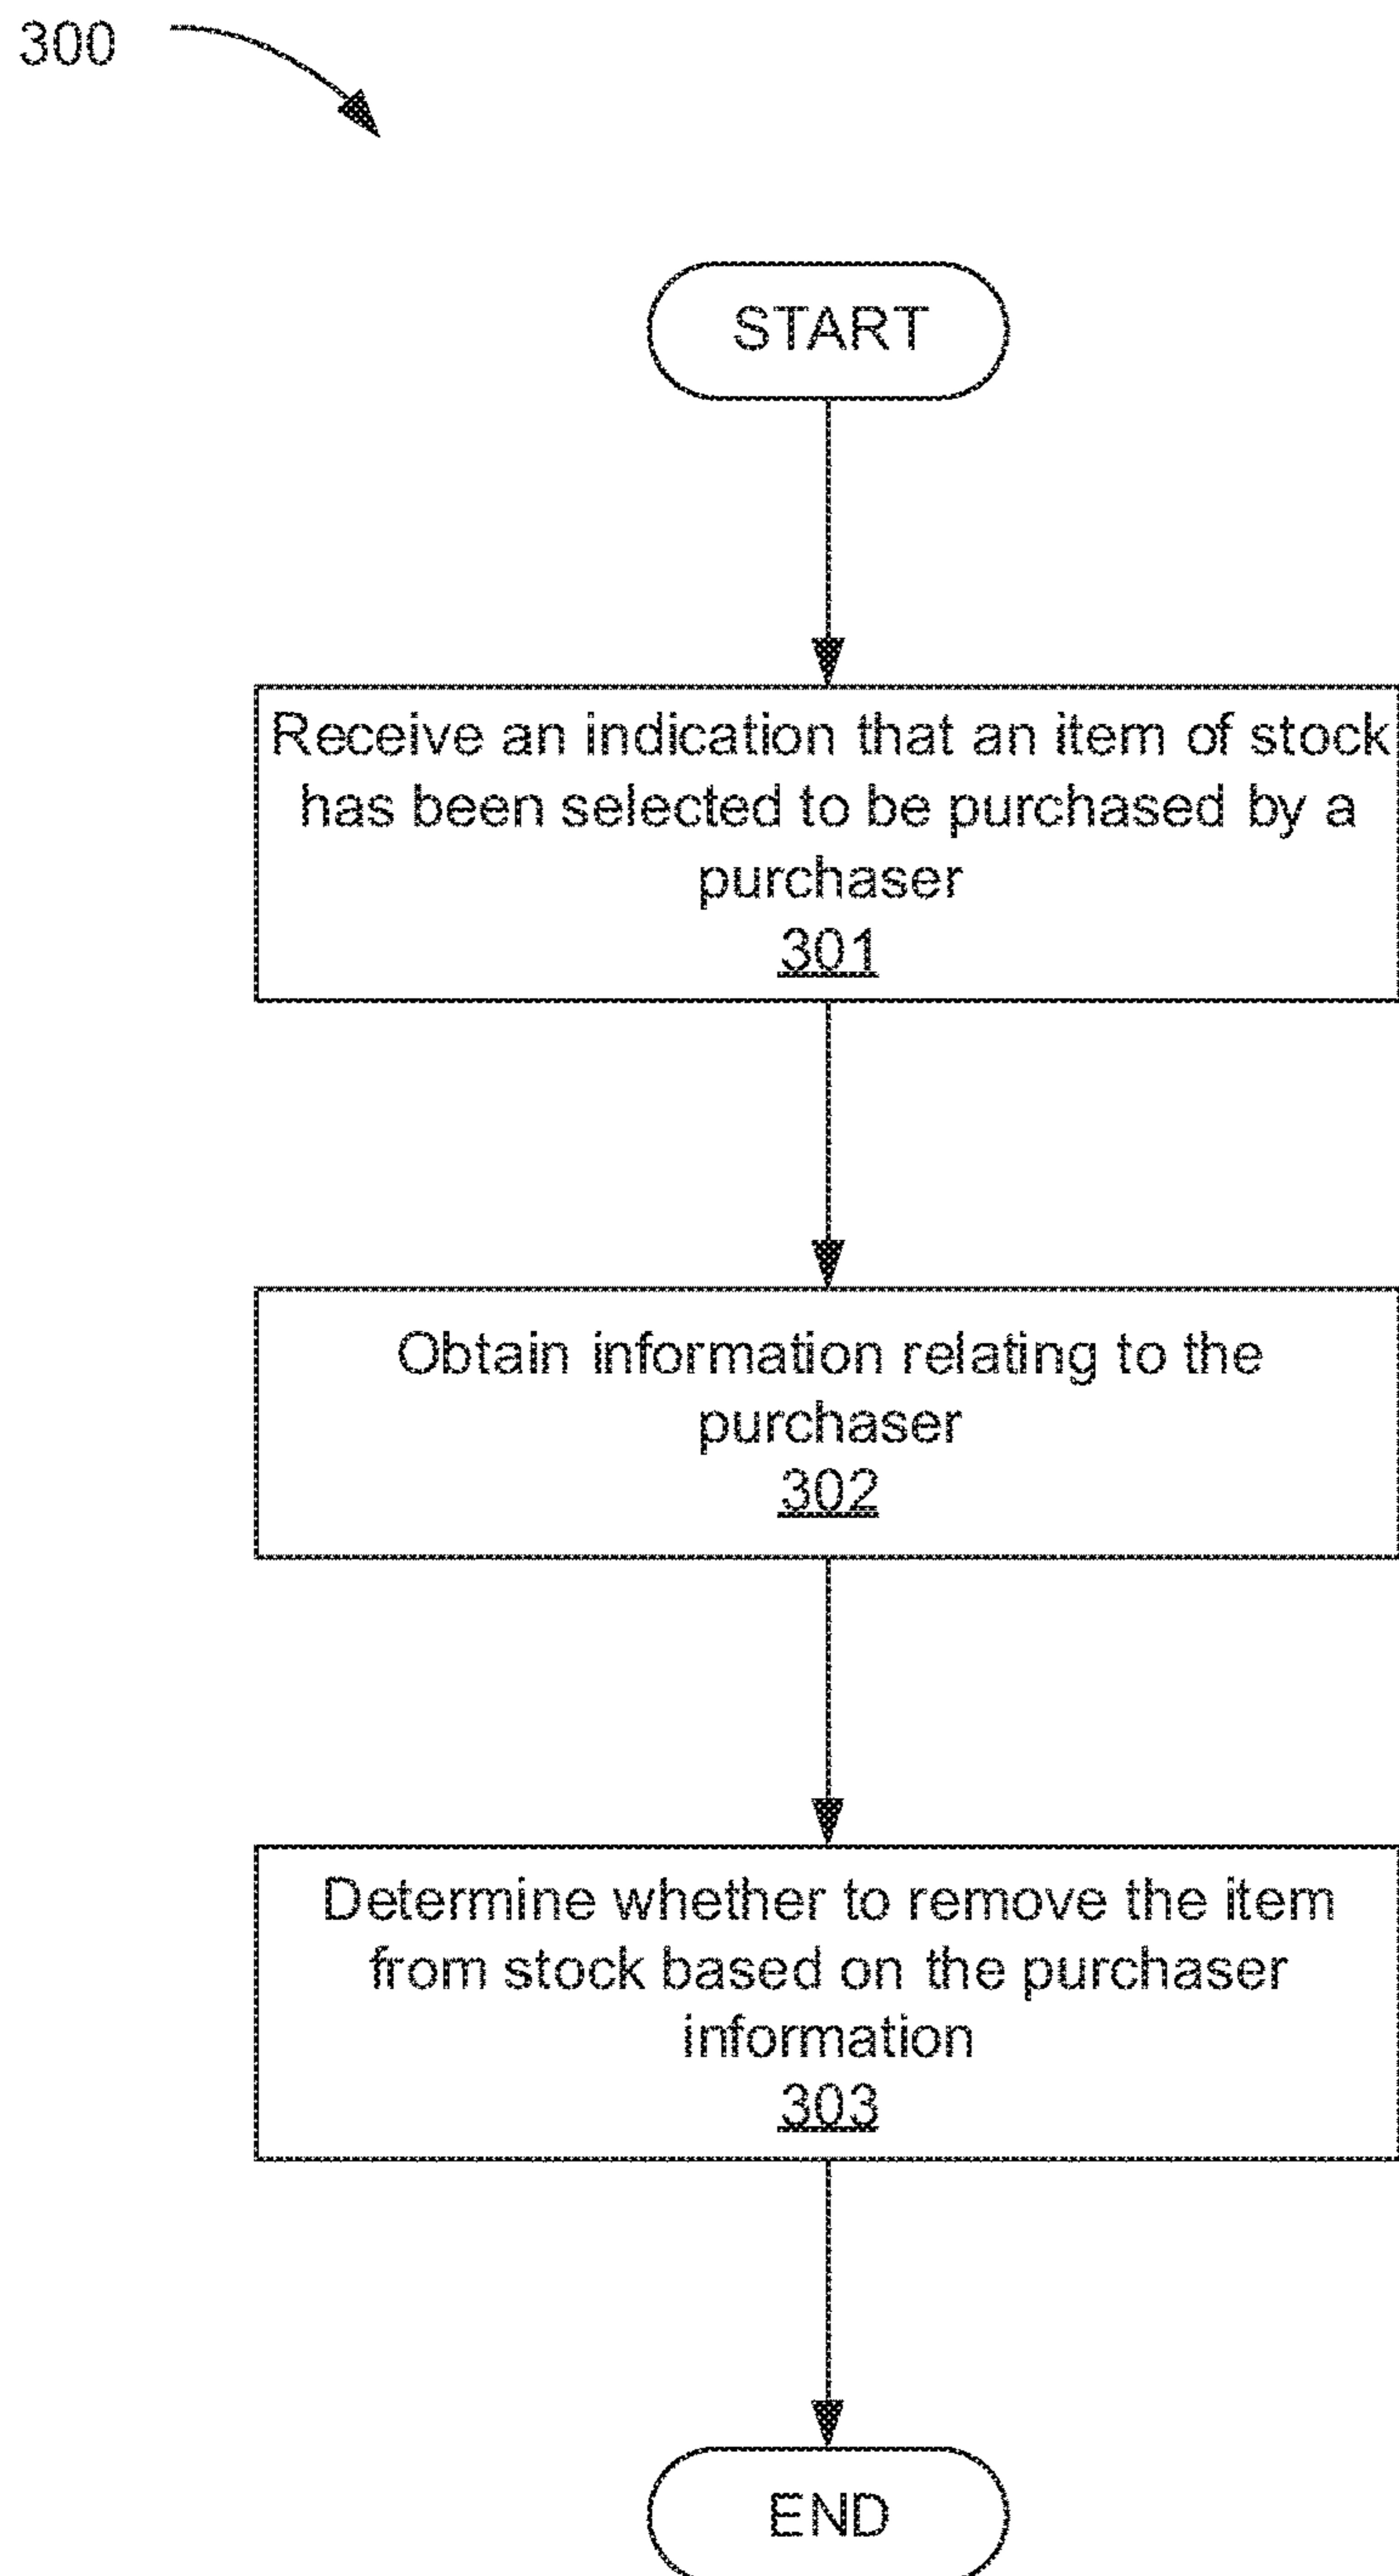 300
START
Receive an indication that an item of stock
has been selected to be purchased by a
purchaser
301
Obtain information relating to the
purchaser
302
Determine whether to remove the item
from stock based on the purchaser
information
303
END